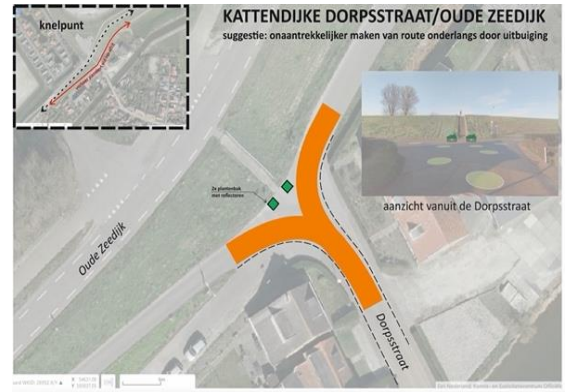 KATTENDIJKE DORPSSTRAAT/OUDE ZEEDIJK
suggestie: onaantrekkelijker maken van route onderlangs door uitbuiging
knelpunt
2x plantenbak
met reflectoren
aanzicht vanuit de Dorpsstraat
Oude Zeedijk
Dorpsstraat